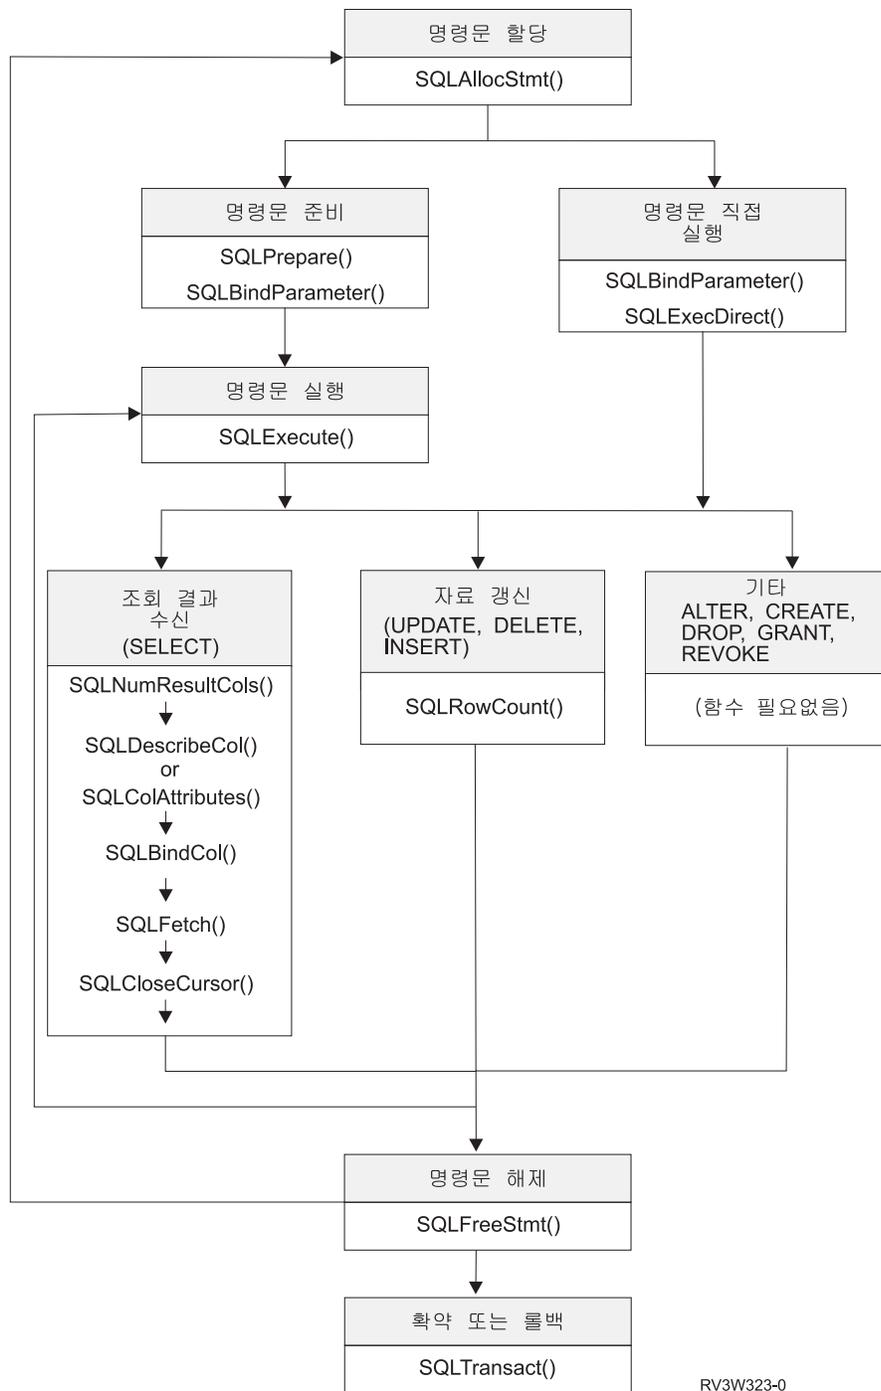 명령문 할당
SQLAllocStmt()
명령문 준비
SQLPrepare()
SQLBindParameter()
명령문 직접
실행
SQLBindParameter()
SQLExecDirect()
명령문 실행
SQLExecute()
조회 결과
수신
(SELECT)
SQLNumResultCols()
SQLDescribeCol()
or
SQLColAttributes()
SQLBindCol()
SQLFetch()
SQLCloseCursor()
자료 갱신
(UPDATE, DELETE,
INSERT)
SQLRowCount()
기타
ALTER, CREATE,
DROP, GRANT,
REVOKE
(함수 필요없음)
명령문 해제
SQLFreeStmt()
확약 또는 롤백
SQLTransact()
RV3W323-0